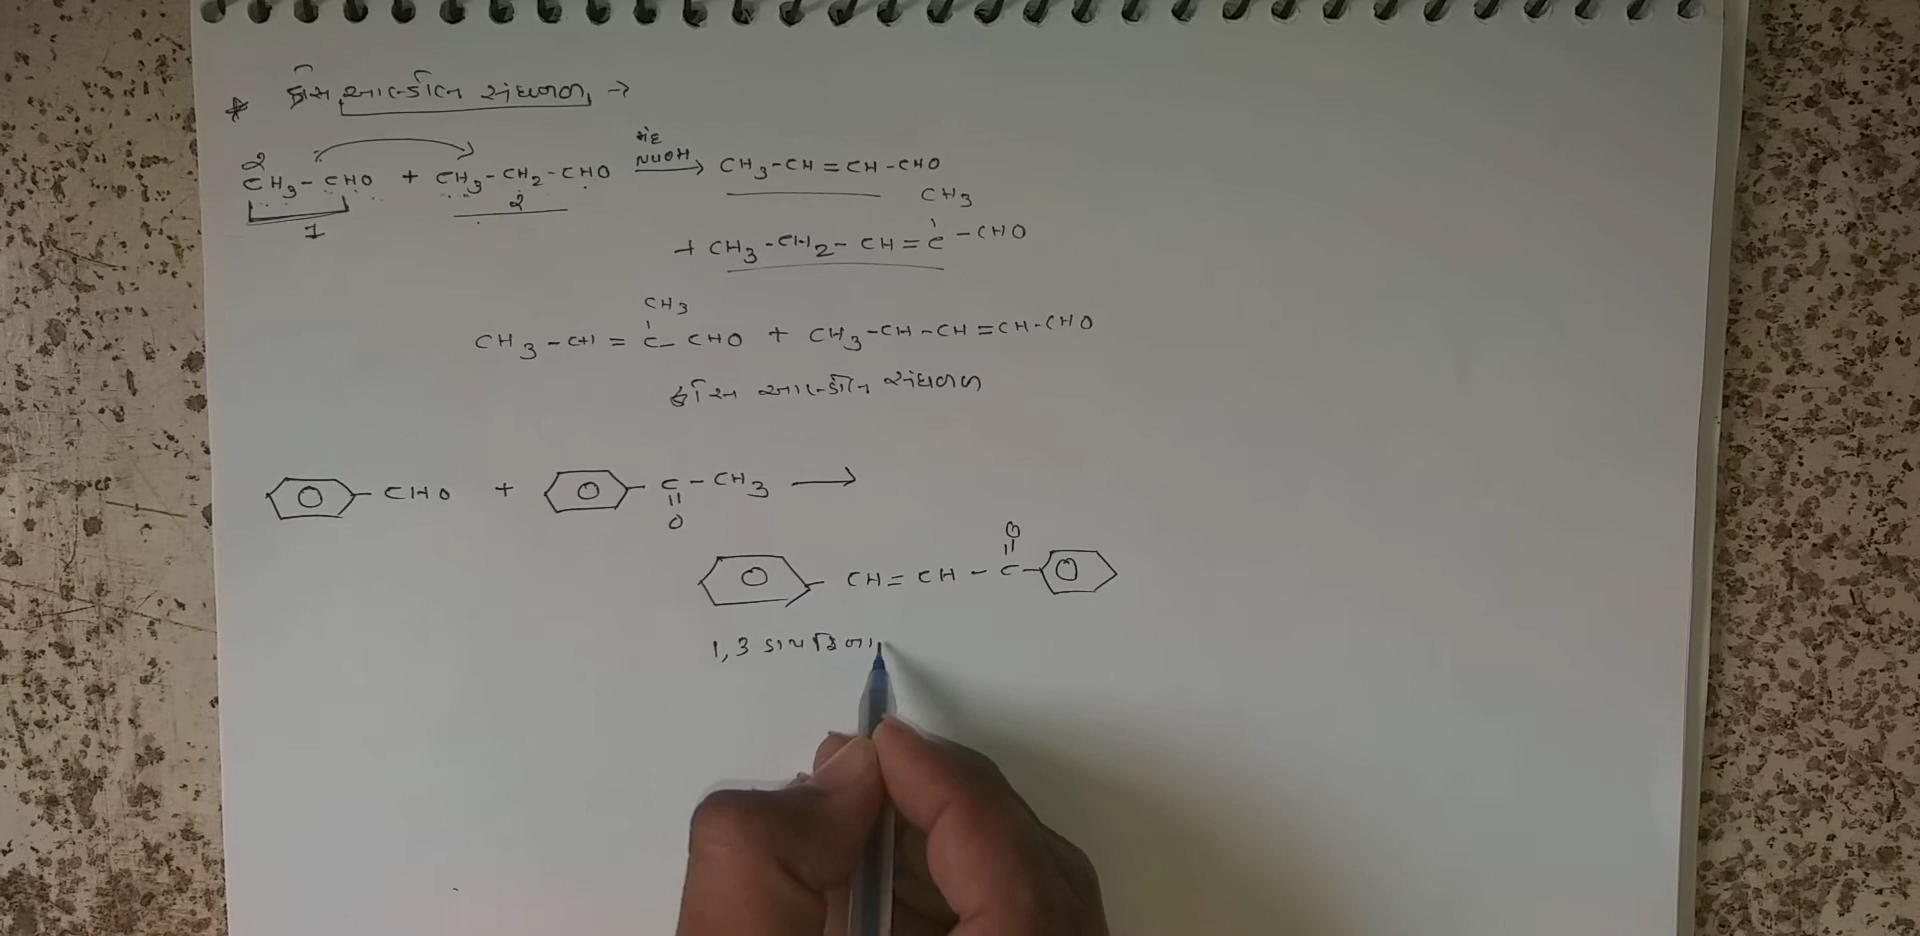 * ક્રોસ આલ્ડોલ સંઘનન →
2
CH3-CHO + CH3-CH2-CHO મંદ NaOH → CH3-CH=CH-CHO
1 2
CH3
+ CH3-CH2-CH=C-CHO
CH3
CH3-CH=C-CHO + CH3-CH-CH=CH-CHO
ક્રોસ આલ્ડોલ સંઘનન
CHO + C-CH3 →
O
O
CH=CH-C
1,3 ડાયફિના